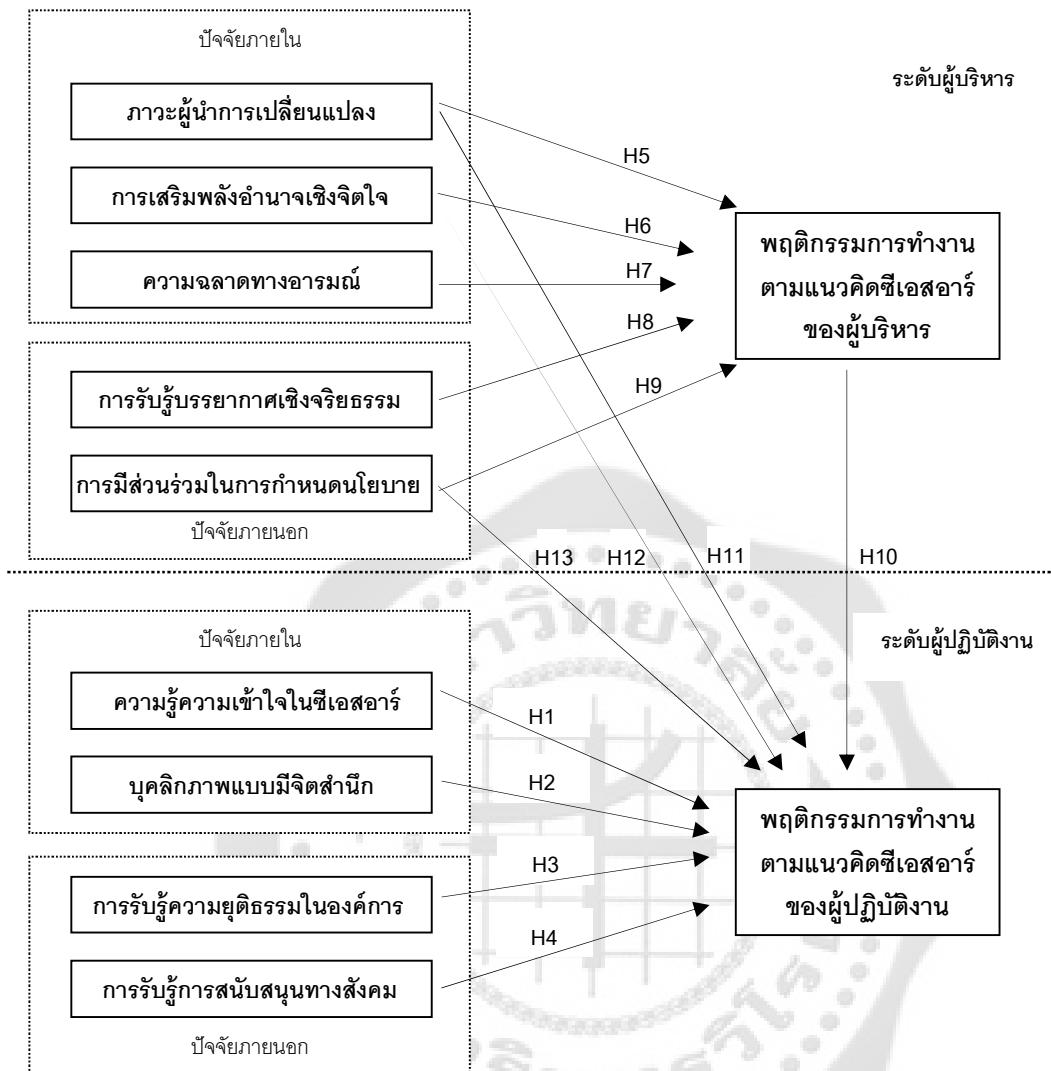 ปัจจัยภายใน
ระดับผู้บริหาร
ภาวะผู้นำการเปลี่ยนแปลง
H5
การเสริมพลังอำนาจเชิงจิตใจ
H6
ความฉลาดทางอารมณ์
H7
พฤติกรรมการทำงาน
ตามแนวคิดซีเอสอาร์
ของผู้บริหาร
H8
การรับรู้บรรยากาศเชิงจริยธรรม
H9
การมีส่วนร่วมในการกำหนดนโยบาย
ปัจจัยภายนอก
H13 H12 H11 H10
ปัจจัยภายใน
ระดับผู้ปฏิบัติงาน
ความรู้ความเข้าใจในซีเอสอาร์
H1
บุคลิกภาพแบบมีจิตสำนึก
H2
พฤติกรรมการทำงาน
ตามแนวคิดซีเอสอาร์
ของผู้ปฏิบัติงาน
H3
การรับรู้ความยุติธรรมในองค์การ
H4
การรับรู้การสนับสนุนทางสังคม
ปัจจัยภายนอก